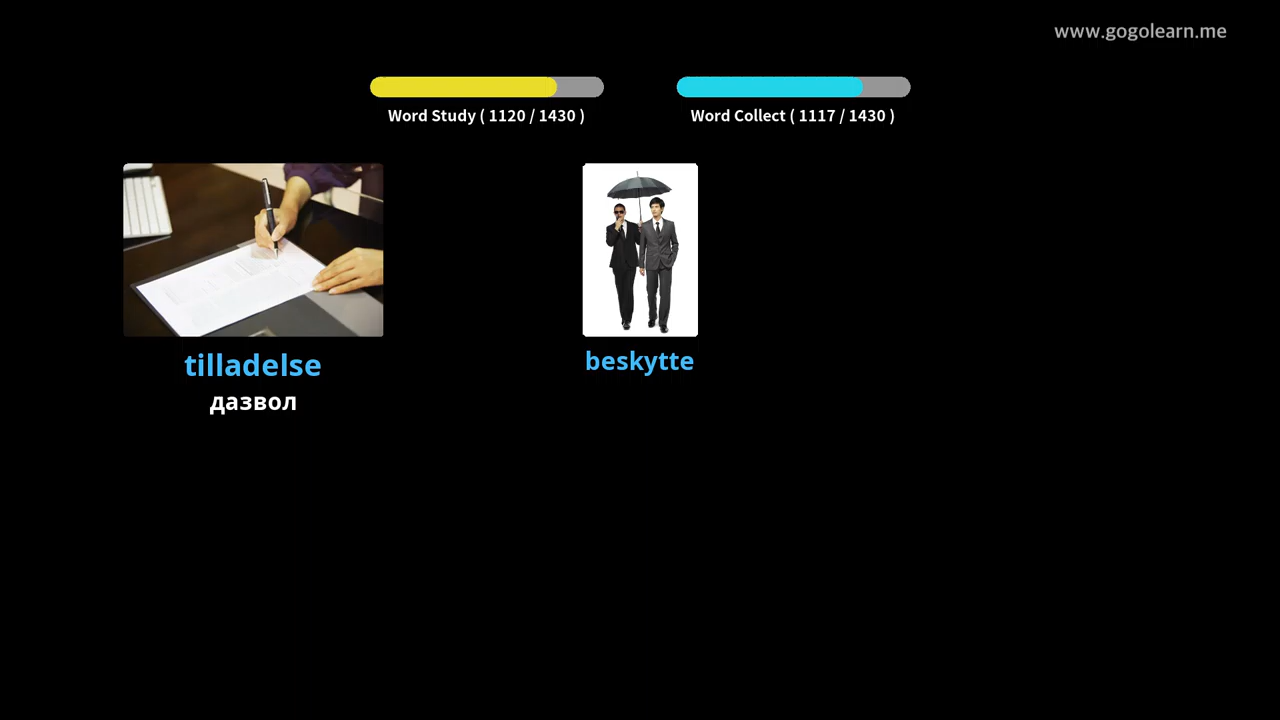 www.gogolearn.me
Word Study ( 1120 / 1430 )
Word Collect ( 1117 / 1430 )
tilladelse
дазвол
beskytte